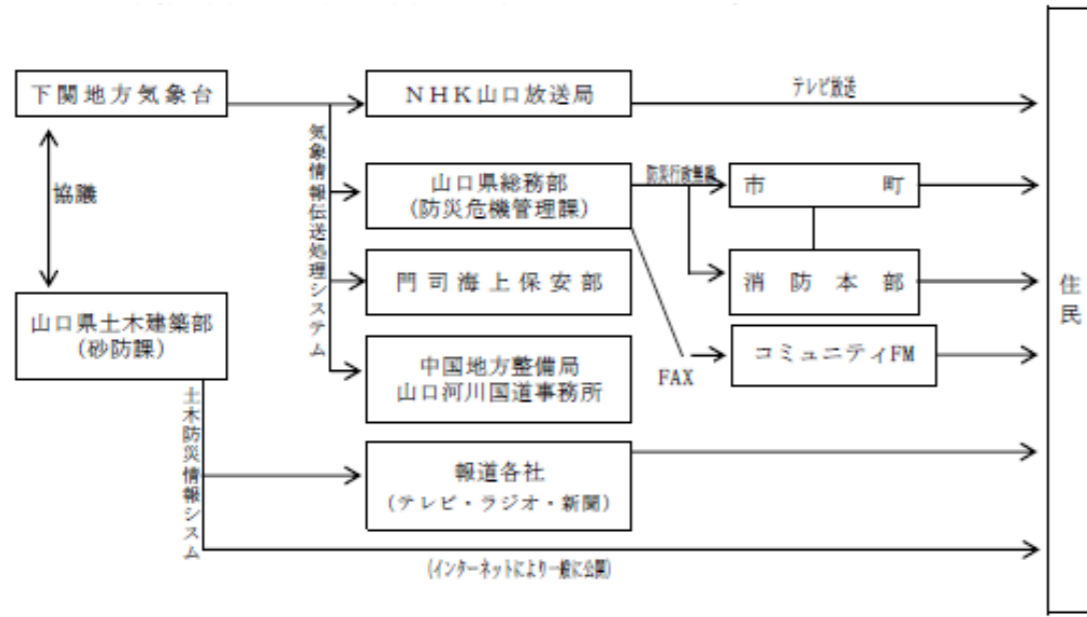 下関地方気象台
NHK山口放送局
テレビ放送
気象情報伝送処理システム
山口県総務部
(防災危機管理課)
防災行政無線
市町
協議
門司海上保安部
消防本部
住民
山口県土木建築部
(砂防課)
中国地方整備局
山口河川国道事務所
コミュニティFM
FAX
土木防災情報システム
報道各社
(テレビ・ラジオ・新聞)
(インターネットにより一般に公開)